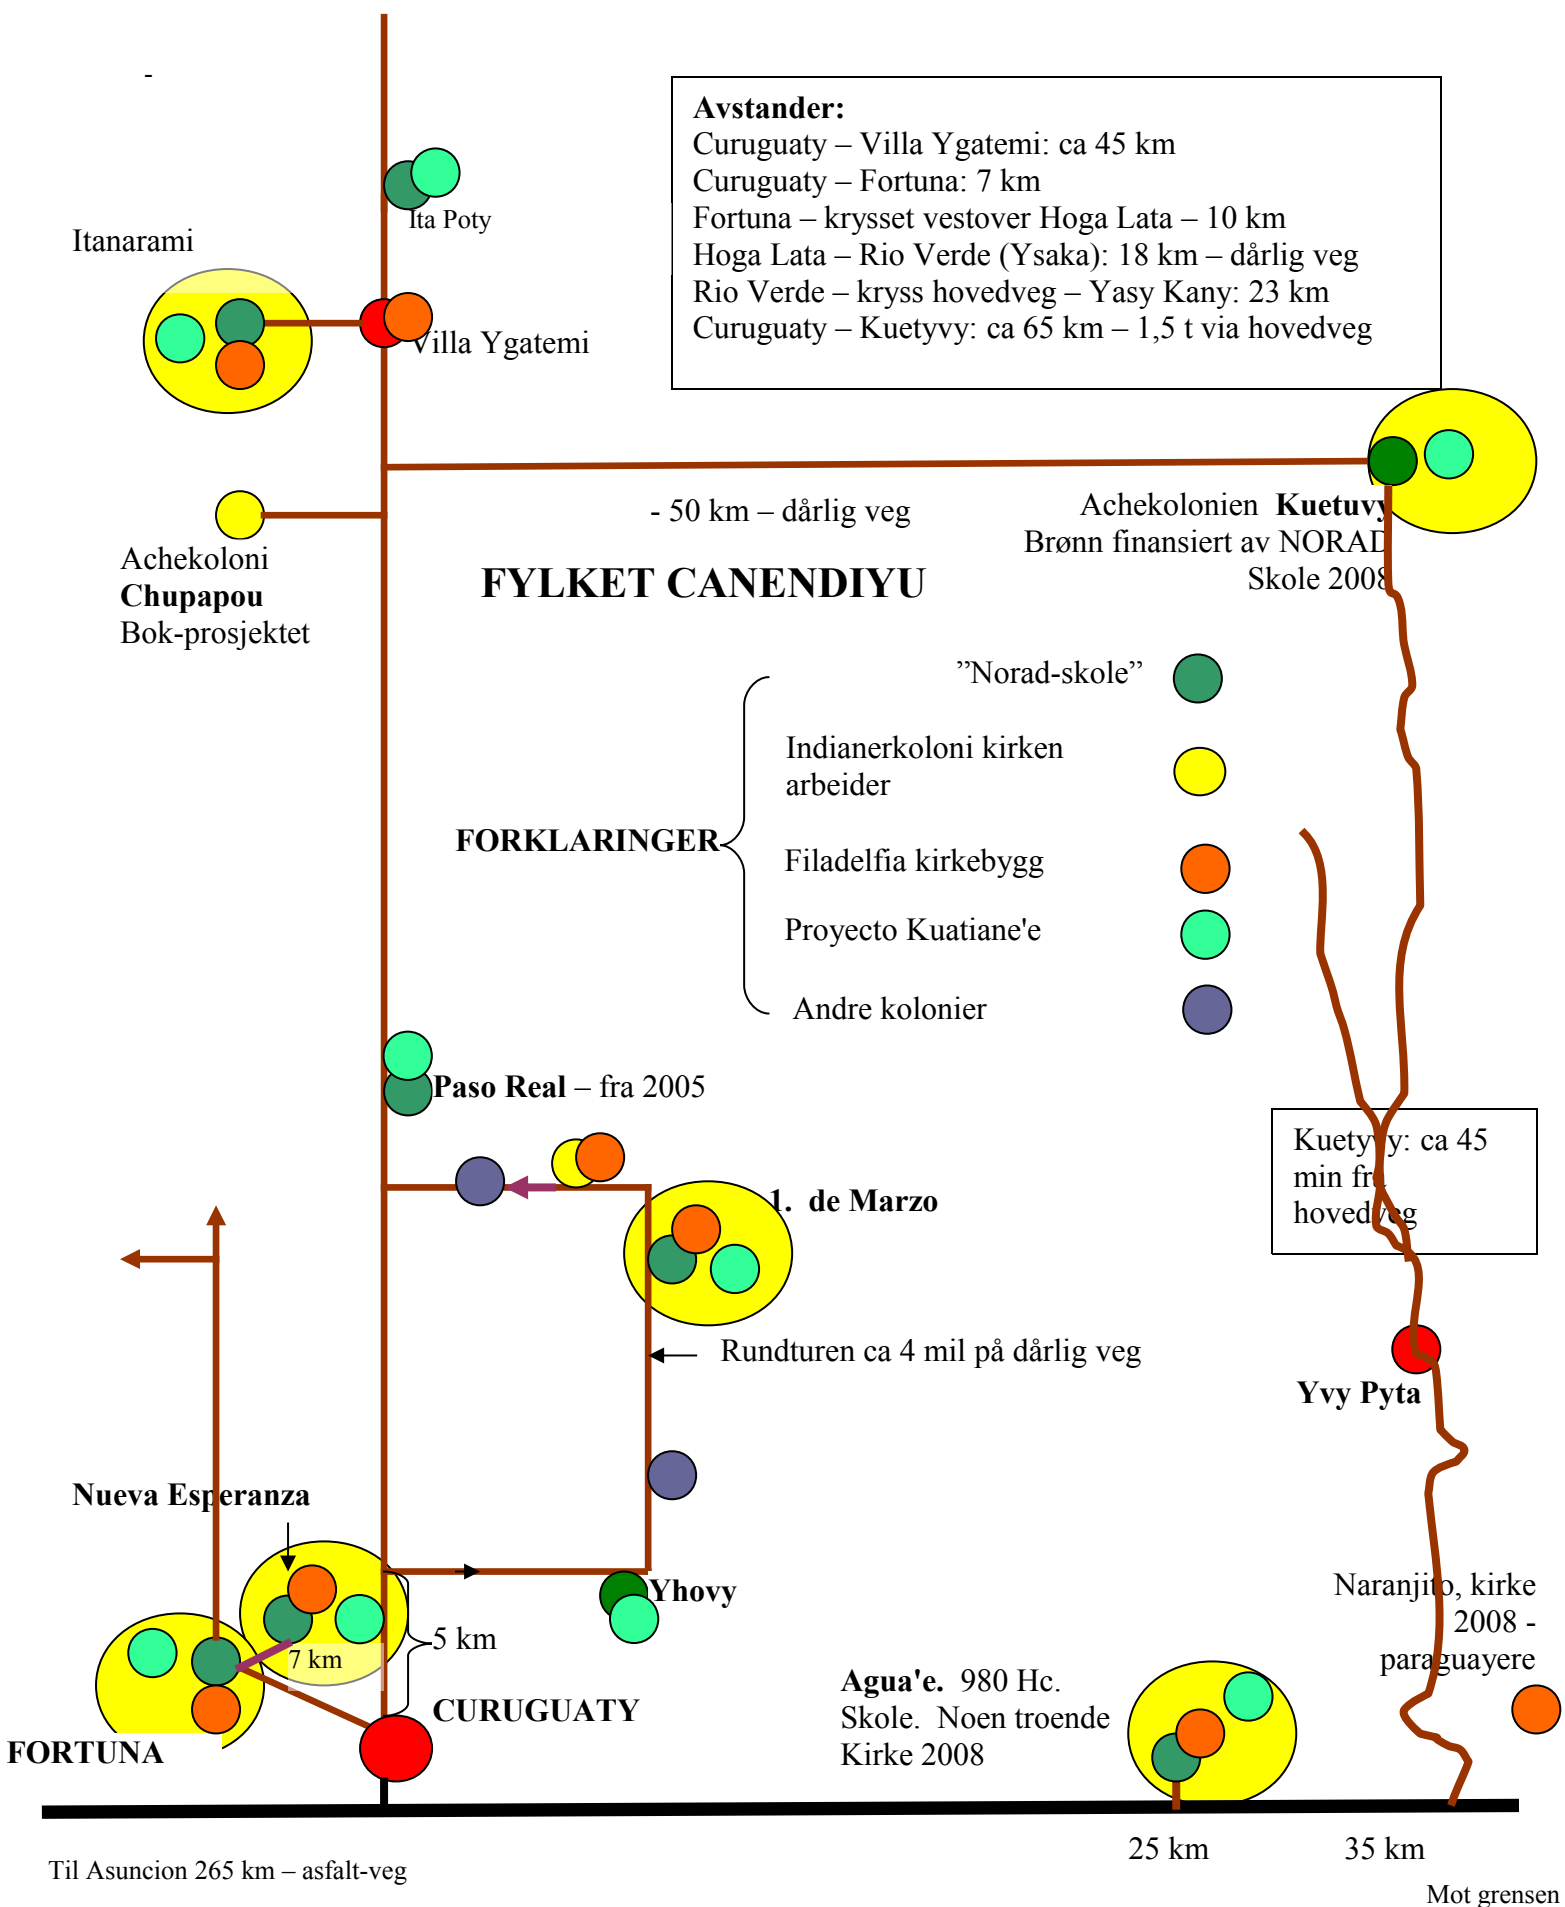 -
Avstander:
Curuguaty – Villa Ygatemi: ca 45 km
Curuguaty – Fortuna: 7 km
Fortuna – krysset vestover Hoga Lata – 10 km
Hoga Lata – Rio Verde (Ysaka): 18 km – dårlig veg
Rio Verde – kryss hovedveg – Yasy Kany: 23 km
Curuguaty – Kuetyvy: ca 65 km – 1,5 t via hovedveg
Ita Poty
Itanarami
Villa Ygatemi
- 50 km – dårlig veg
Achekolonien Kuetuvy
Brønn finansiert av NORAD
Skole 2008
Achekoloni
Chupapou
Bok-prosjektet
FYLKET CANENDIYU
”Norad-skole”
Indianerkoloni kirken
arbeider
FORKLARINGER
Filadelfia kirkebygg
Proyecto Kuatiane'e
Andre kolonier
Paso Real – fra 2005
Kuetyvy: ca 45
min fra
hovedveg
1. de Marzo
Rundturen ca 4 mil på dårlig veg
Yvy Pyta
Nueva Esperanza
Yhovy
Naranjito, kirke
2008 -
paraguayere
5 km
7 km
Agua'e. 980 Hc.
Skole. Noen troende
Kirke 2008
CURUGUATY
FORTUNA
25 km
35 km
Til Asuncion 265 km – asfalt-veg
Mot grensen